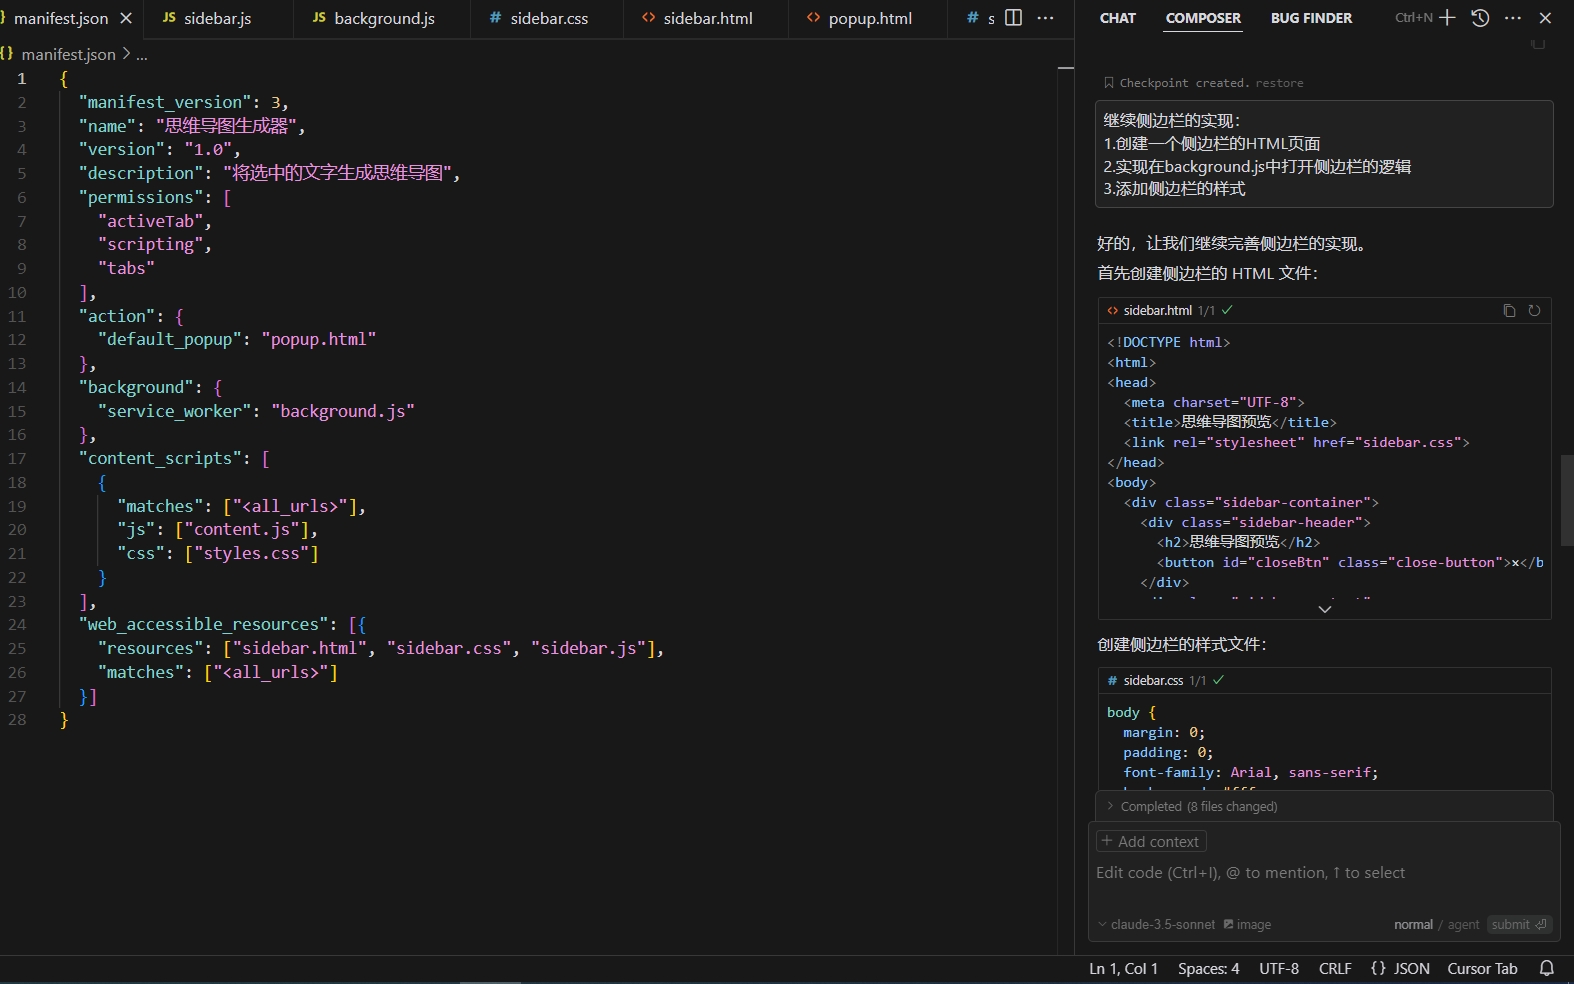 manifest.json
JS sidebar.js
JS background.js
# sidebar.css
<> sidebar.html
<> popup.html
# s
CHAT
COMPOSER
BUG FINDER
Ctrl+N
{} manifest.json > ...
1 {
2 "manifest_version": 3,
3 "name": "思维导图生成器",
4 "version": "1.0",
5 "description": "将选中的文字生成思维导图",
6 "permissions": [
7 "activeTab",
8 "scripting",
9 "tabs"
10 ],
11 "action": {
12 "default_popup": "popup.html"
13 },
14 "background": {
15 "service_worker": "background.js"
16 },
17 "content_scripts": [
18 {
19 "matches": ["<all_urls>"],
20 "js": ["content.js"],
21 "css": ["styles.css"]
22 }
23 ],
24 "web_accessible_resources": [{
25 "resources": ["sidebar.html", "sidebar.css", "sidebar.js"],
26 "matches": ["<all_urls>"]
27 }]
28 }
Checkpoint created. restore
继续侧边栏的实现：
1.创建一个侧边栏的HTML页面
2.实现在background.js中打开侧边栏的逻辑
3.添加侧边栏的样式
好的，让我们继续完善侧边栏的实现。
首先创建侧边栏的 HTML 文件：
<> sidebar.html 1/1 ✓
<!DOCTYPE html>
<html>
<head>
<meta charset="UTF-8">
<title>思维导图预览</title>
<link rel="stylesheet" href="sidebar.css">
</head>
<body>
<div class="sidebar-container">
<div class="sidebar-header">
<h2>思维导图预览</h2>
<button id="closeBtn" class="close-button">×</b
</div>
创建侧边栏的样式文件：
# sidebar.css 1/1 ✓
body {
margin: 0;
padding: 0;
font-family: Arial, sans-serif;
> Completed (8 files changed)
+ Add context
Edit code (Ctrl+I), @ to mention, ↑ to select
claude-3.5-sonnet
image
normal / agent
submit
Ln 1, Col 1
Spaces: 4
UTF-8
CRLF
{} JSON
Cursor Tab